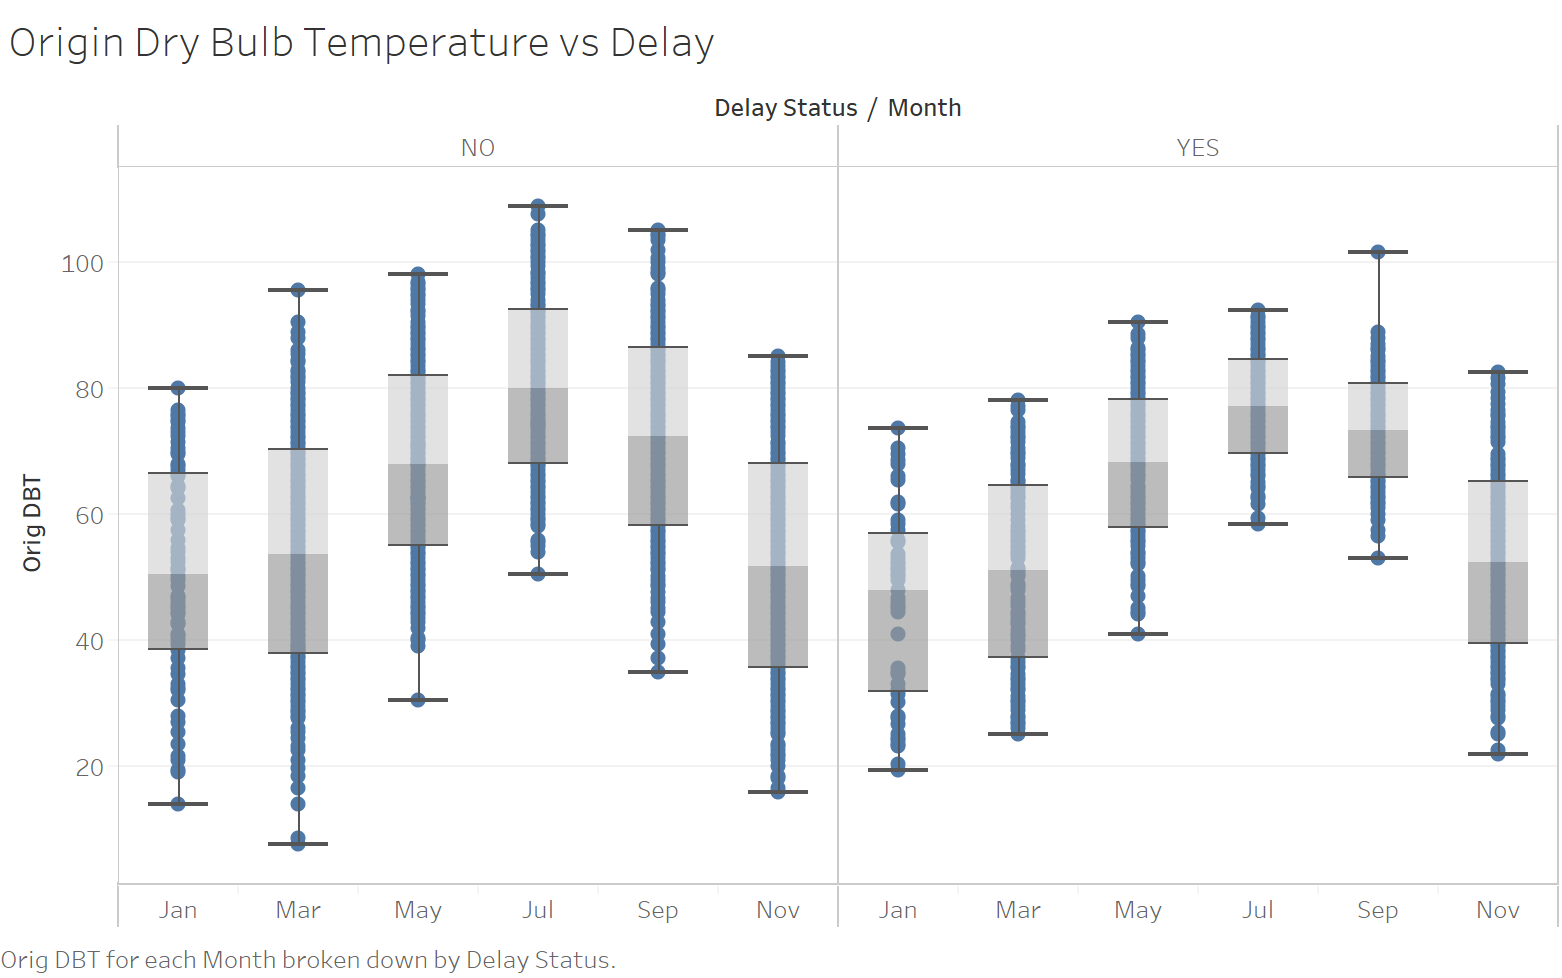 Origin Dry Bulb Temperature vs Delay
Delay Status / Month
NO YES
100
80
60
40
20
Orig DBT
Jan Mar May Jul Sep Nov Jan Mar May Jul Sep Nov
Orig DBT for each Month broken down by Delay Status.